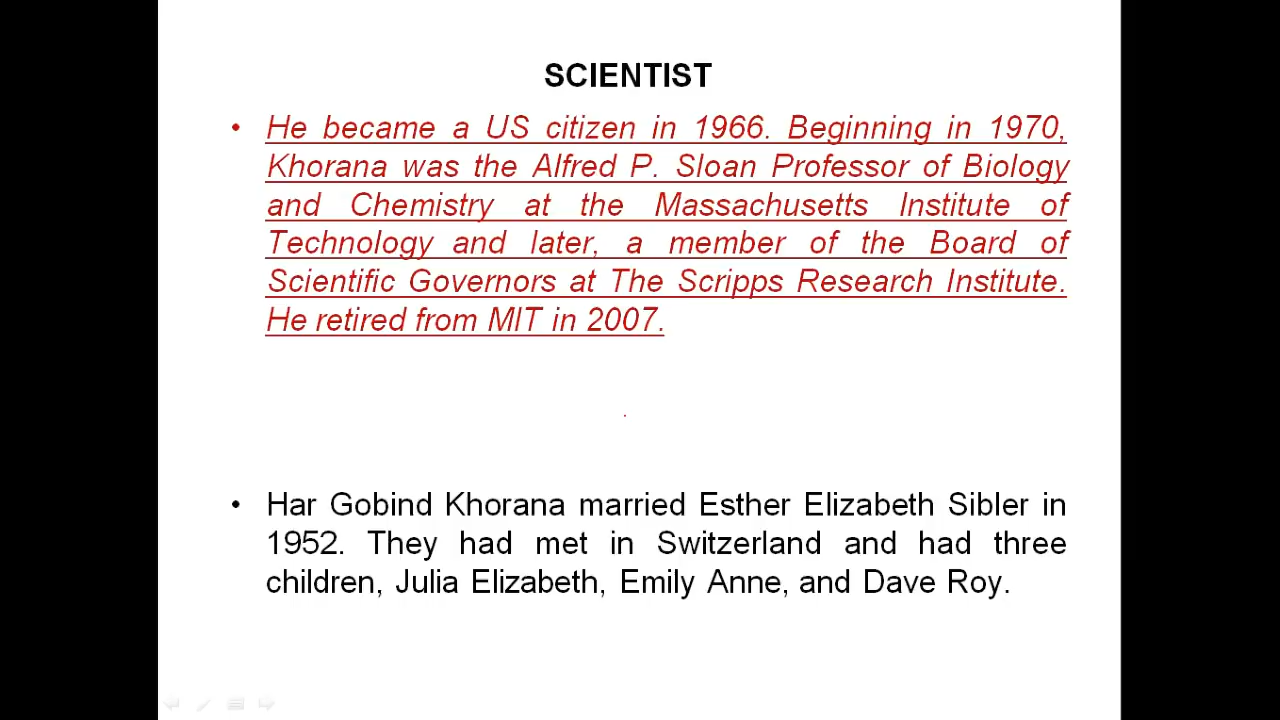 SCIENTIST
• He became a US citizen in 1966. Beginning in 1970,
Khorana was the Alfred P. Sloan Professor of Biology
and Chemistry at the Massachusetts Institute of
Technology and later, a member of the Board of
Scientific Governors at The Scripps Research Institute.
He retired from MIT in 2007.
• Har Gobind Khorana married Esther Elizabeth Sibler in
1952. They had met in Switzerland and had three
children, Julia Elizabeth, Emily Anne, and Dave Roy.